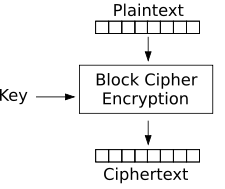 Plaintext
Block Cipher
Encryption
Key
Ciphertext